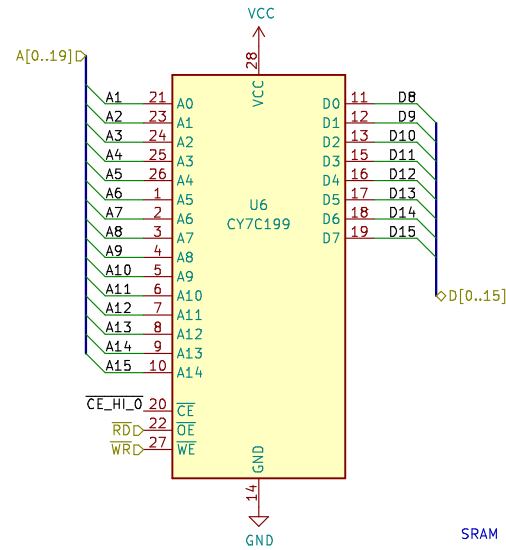 VCC
A[0..19]
28
VCC
A1 21 A0 D0 11 D8
A2 23 A1 D1 12 D9
A3 24 A2 D2 13 D10
A4 25 A3 D3 15 D11
A5 26 A4 D4 16 D12
A6 1 A5 D5 17 D13
A7 2 A6 D6 18 D14
A8 3 A7 D7 19 D15
U6
CY7C199
A9 4 A8
A10 5 A9
A11 6 A10
A12 7 A11
A13 8 A12
A14 9 A13
A15 10 A14
D[0..15]
CE_HI_0 20 CE
RD 22 OE
WR 27 WE
GND
14
GND
SRAM